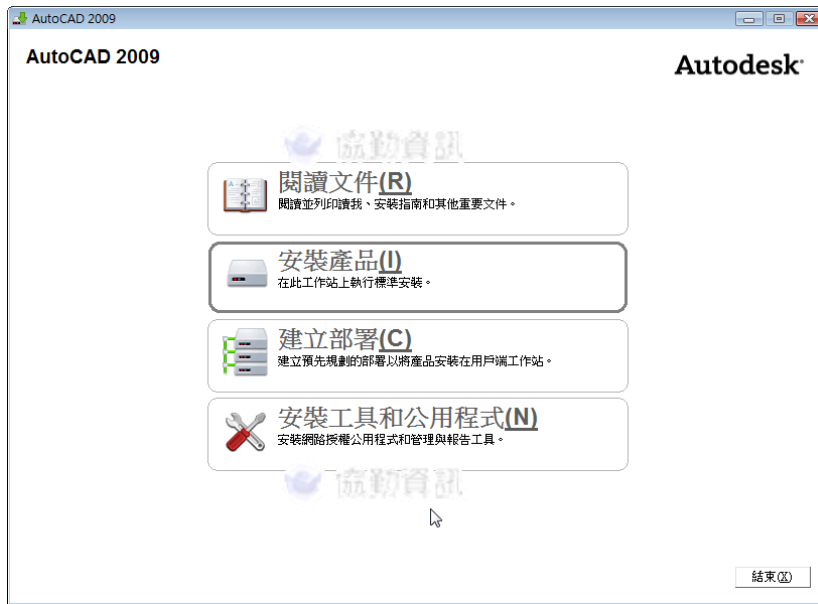 AutoCAD 2009
AutoCAD 2009
Autodesk
協勤資訊
閱讀文件(R)
閱讀並列印讀我、安裝指南和其他重要文件。
安裝產品(I)
在此工作站上執行標準安裝。
建立部署(C)
建立預先規劃的部署以將產品安裝在用戶端工作站。
安裝工具和公用程式(N)
安裝網路授權公用程式和管理與報告工具。
協勤資訊
結束(X)